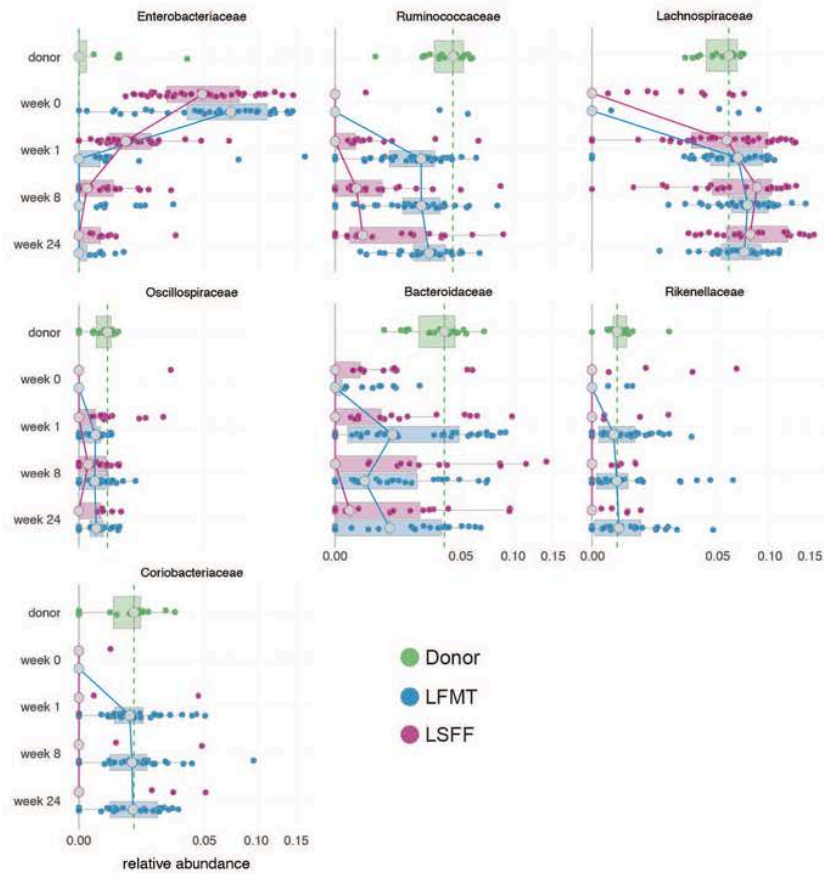 Enterobacteriaceae Ruminococcaceae Lachnospiraceae
donor
week 0
week 1
week 8
week 24
Oscillospiraceae Bacteroidaceae Rikenellaceae
donor
week 0
week 1
week 8
week 24
0.00 0.05 0.10 0.15 0.00 0.05 0.10 0.15
Coriobacteriaceae
donor
week 0
week 1
week 8
week 24
0.00 0.05 0.10 0.15
relative abundance
Donor
LFMT
LSFF